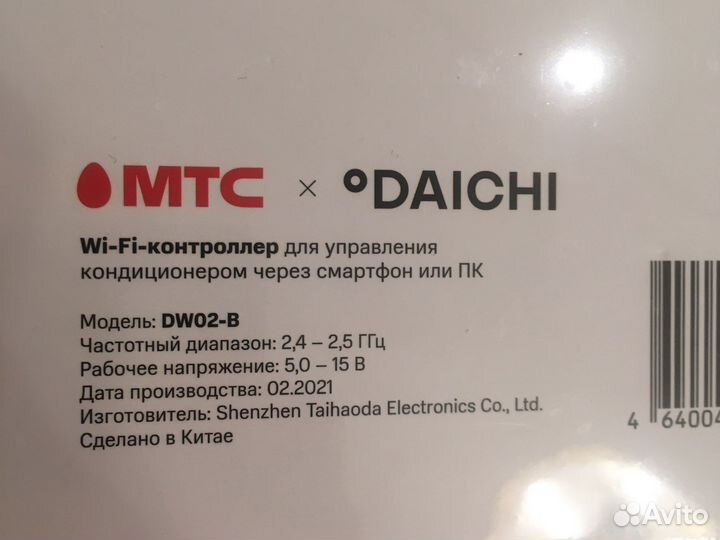 МТС × °DAICHI
Wi-Fi-контроллер для управления
кондиционером через смартфон или ПК
Модель: DW02-B
Частотный диапазон: 2,4 – 2,5 ГГц
Рабочее напряжение: 5,0 – 15 В
Дата производства: 02.2021
Изготовитель: Shenzhen Taihaoda Electronics Co., Ltd.
Сделано в Китае
4 64004
Avito